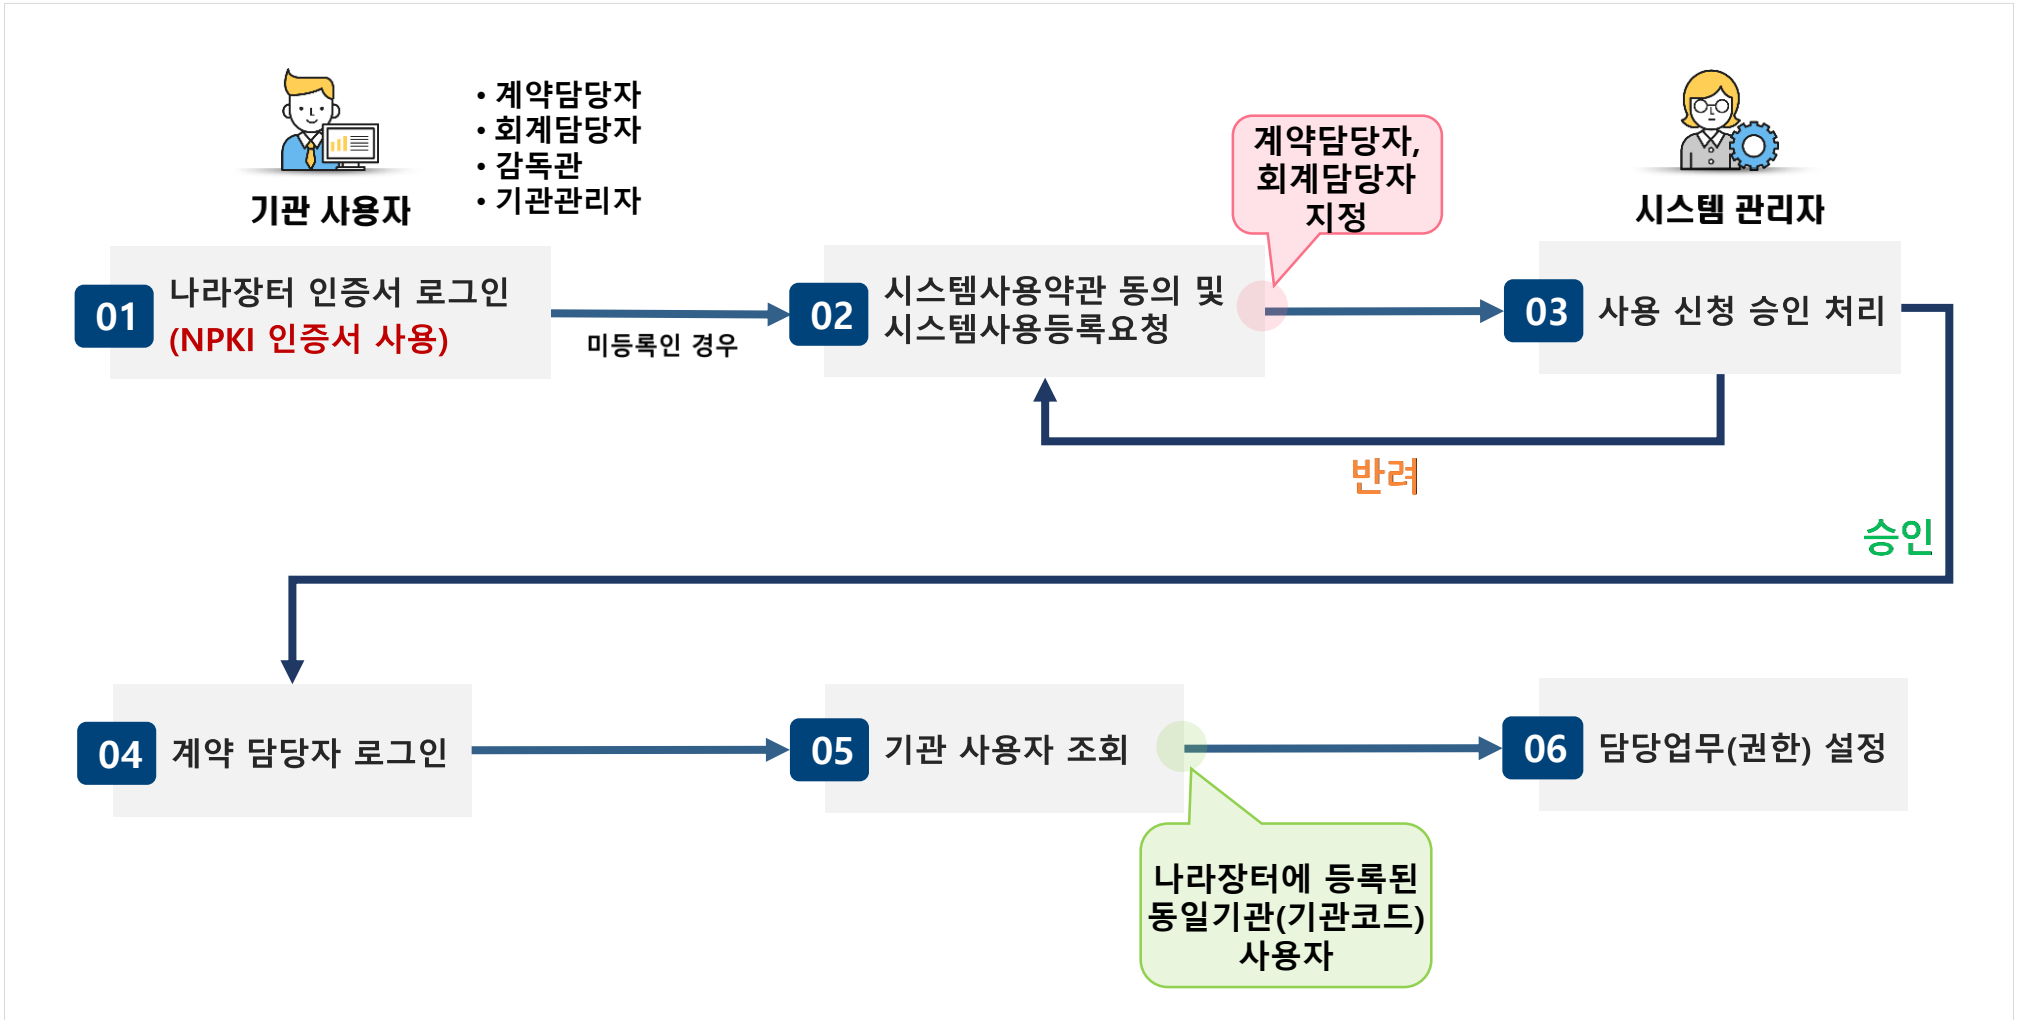 • 계약담당자
• 회계담당자
• 감독관
• 기관관리자
기관 사용자
계약담당자,
회계담당자
지정
시스템 관리자
01
나라장터 인증서 로그인
(NPKI 인증서 사용)
미등록인 경우
02
시스템사용약관 동의 및
시스템사용등록요청
03
사용 신청 승인 처리
반려
승인
04
계약 담당자 로그인
05
기관 사용자 조회
06
담당업무(권한) 설정
나라장터에 등록된
동일기관(기관코드)
사용자